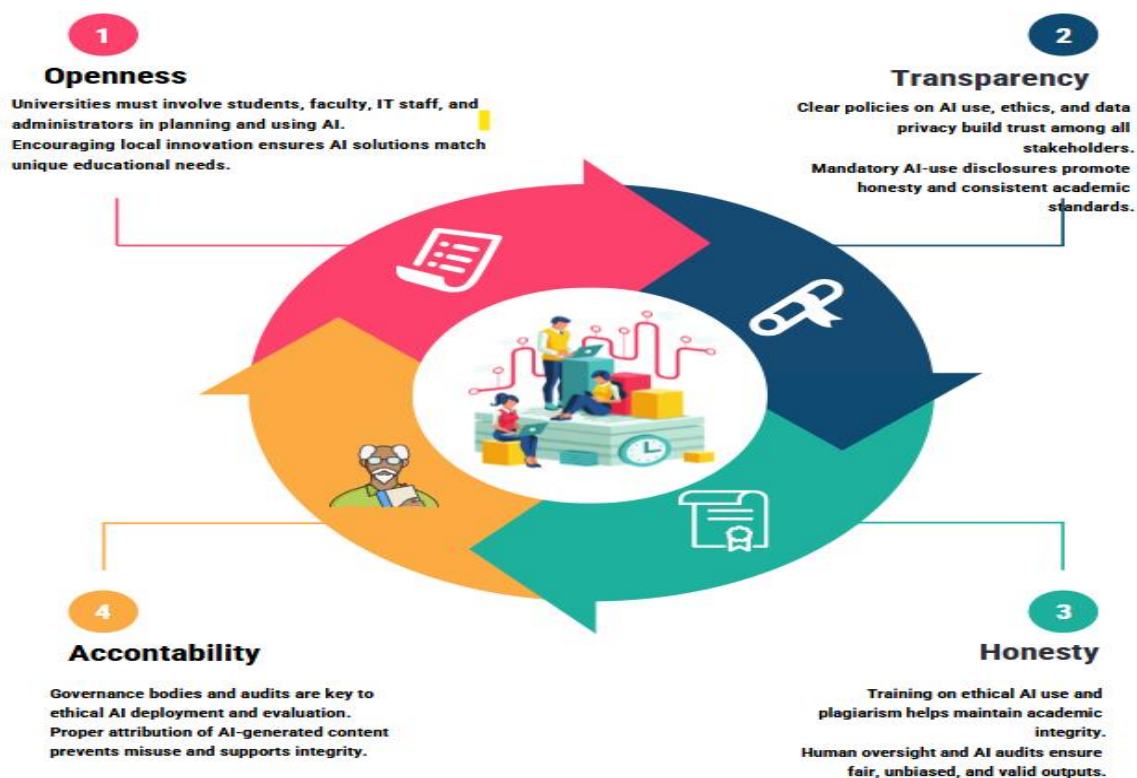 1
Openness
Universities must involve students, faculty, IT staff, and
administrators in planning and using AI.
Encouraging local innovation ensures AI solutions match
unique educational needs.
2
Transparency
Clear policies on AI use, ethics, and data
privacy build trust among all
stakeholders.
Mandatory AI-use disclosures promote
honesty and consistent academic
standards.
4
Accontability
Governance bodies and audits are key to
ethical AI deployment and evaluation.
Proper attribution of AI-generated content
prevents misuse and supports integrity.
3
Honesty
Training on ethical AI use and
plagiarism helps maintain academic
integrity.
Human oversight and AI audits ensure
fair, unbiased, and valid outputs.